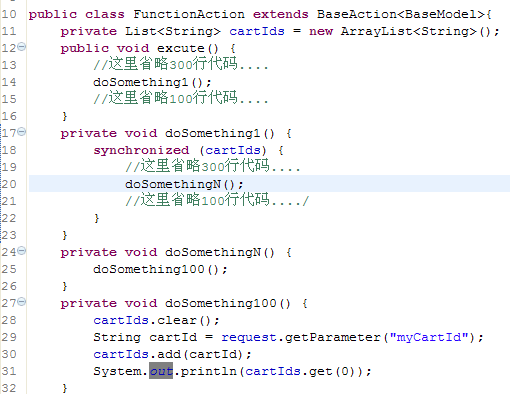 10 public class FunctionAction extends BaseAction<BaseModel>{
11     private List<String> cartIds = new ArrayList<String>();
12     public void excute() {
13         //这里省略300行代码....
14         doSomething1();
15         //这里省略100行代码....
16     }
17     private void doSomething1() {
18         synchronized (cartIds) {
19             //这里省略300行代码....
20             doSomethingN();
21             //这里省略100行代码..../
22         }
23     }
24     private void doSomethingN() {
25         doSomething100();
26     }
27     private void doSomething100() {
28         cartIds.clear();
29         String cartId = request.getParameter("myCartId");
30         cartIds.add(cartId);
31         System.out.println(cartIds.get(0));
32     }